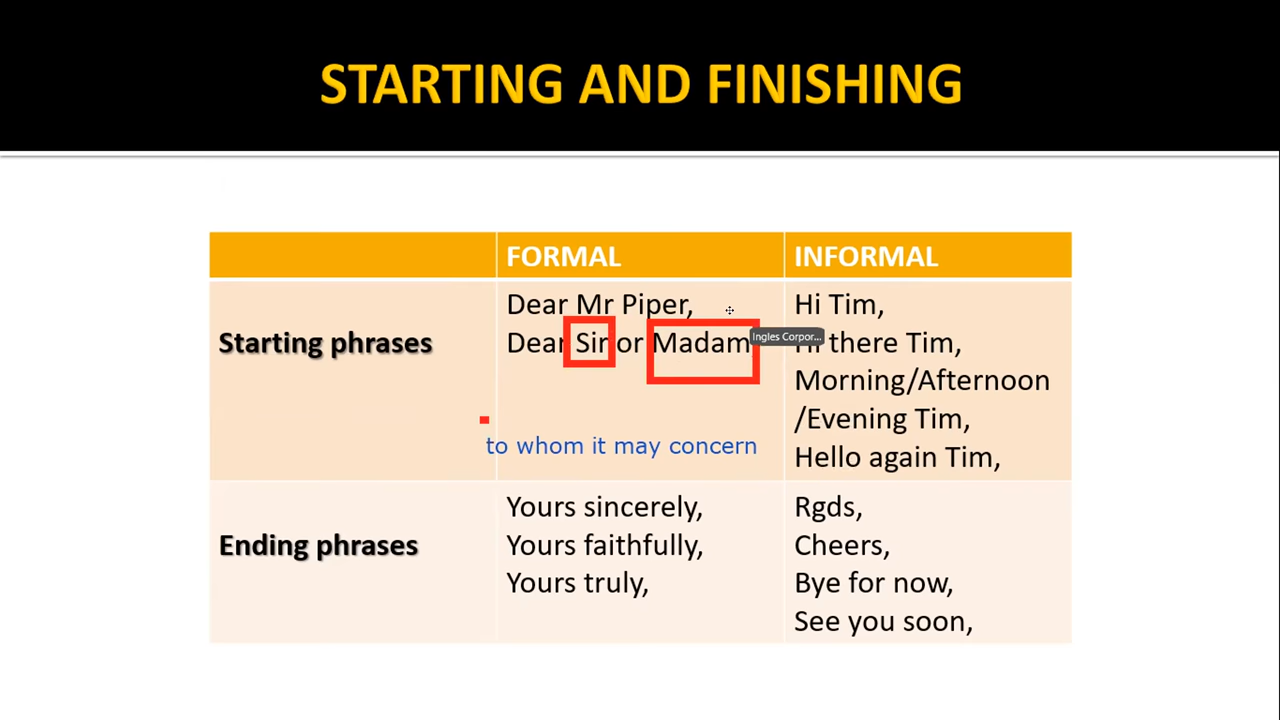 STARTING AND FINISHING
FORMAL
INFORMAL
Starting phrases
Dear Mr Piper,
Dear Sir or Madam
to whom it may concern
Ingles Corpor...
Hi Tim,
Hi there Tim,
Morning/Afternoon
/Evening Tim,
Hello again Tim,
Ending phrases
Yours sincerely,
Yours faithfully,
Yours truly,
Rgds,
Cheers,
Bye for now,
See you soon,